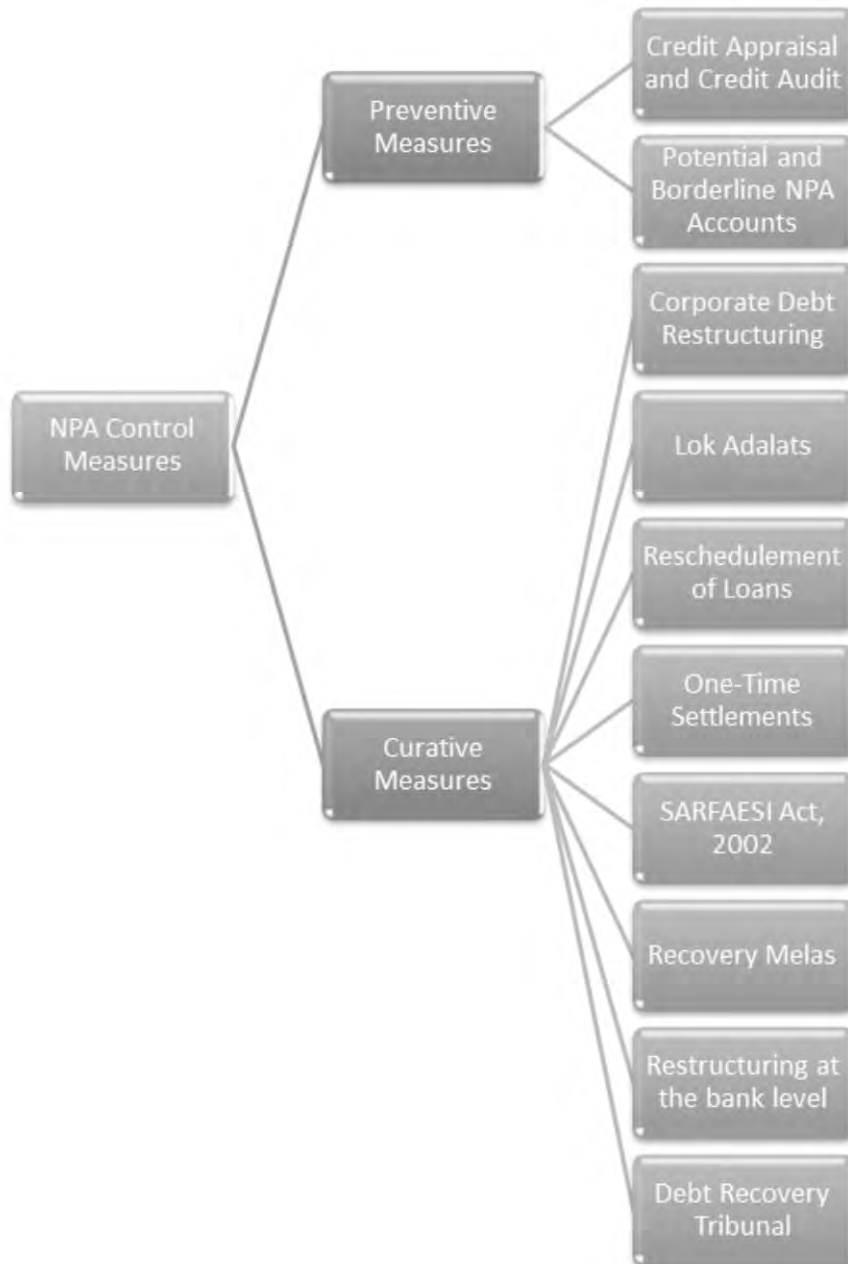 NPA Control
Measures
Preventive
Measures
Credit Appraisal
and Credit Audit
Potential and
Borderline NPA
Accounts
Curative
Measures
Corporate Debt
Restructuring
Lok Adalats
Reschedulement
of Loans
One-Time
Settlements
SARFAESI Act,
2002
Recovery Melas
Restructuring at
the bank level
Debt Recovery
Tribunal